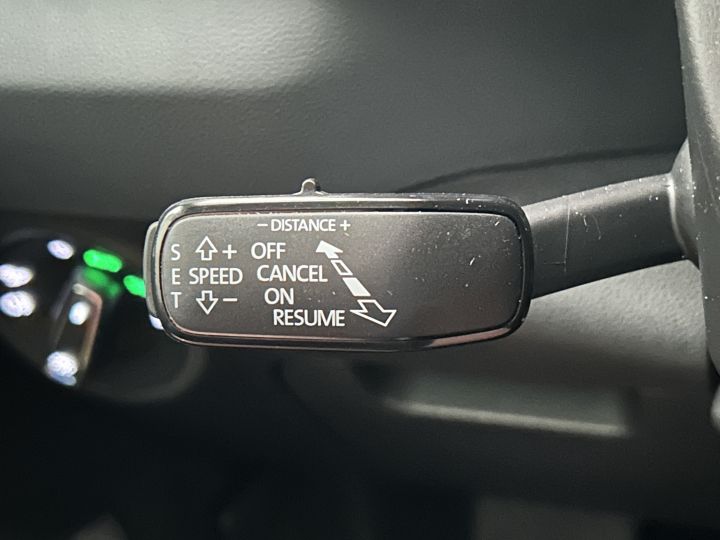 − DISTANCE +
S + OFF
E SPEED CANCEL
T − ON
RESUME